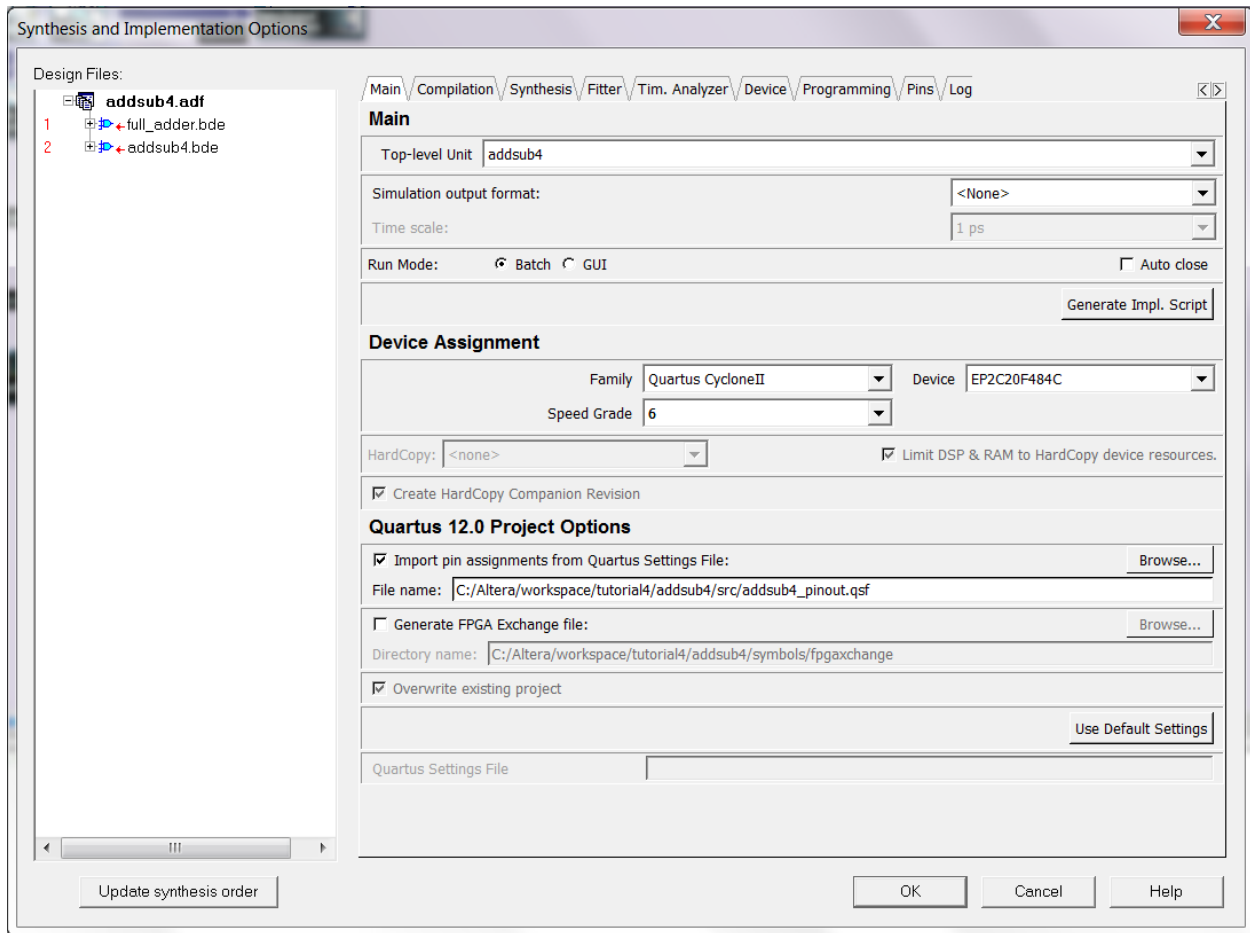 Synthesis and Implementation Options
Design Files:
addsub4.adf
1 full_adder.bde
2 addsub4.bde
Main Compilation Synthesis Fitter Tim. Analyzer Device Programming Pins Log
Main
Top-level Unit addsub4
Simulation output format: <None>
Time scale: 1 ps
Run Mode: Batch GUI Auto close
Generate Impl. Script
Device Assignment
Family Quartus CycloneII Device EP2C20F484C
Speed Grade 6
HardCopy: <none> Limit DSP & RAM to HardCopy device resources.
Create HardCopy Companion Revision
Quartus 12.0 Project Options
Import pin assignments from Quartus Settings File: Browse...
File name: C:/Altera/workspace/tutorial4/addsub4/src/addsub4_pinout.qsf
Generate FPGA Exchange file: Browse...
Directory name: C:/Altera/workspace/tutorial4/addsub4/symbols/fpgaxchange
Overwrite existing project
Use Default Settings
Quartus Settings File
Update synthesis order OK Cancel Help